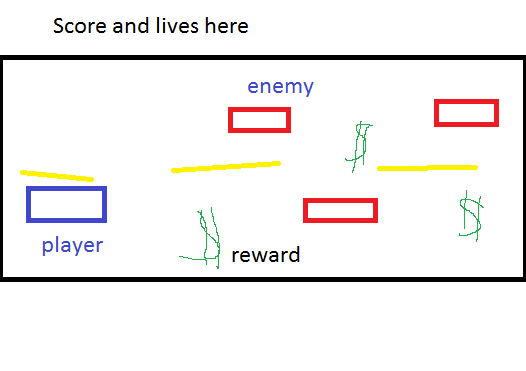 Score and lives here
enemy
$
$
$
player
reward